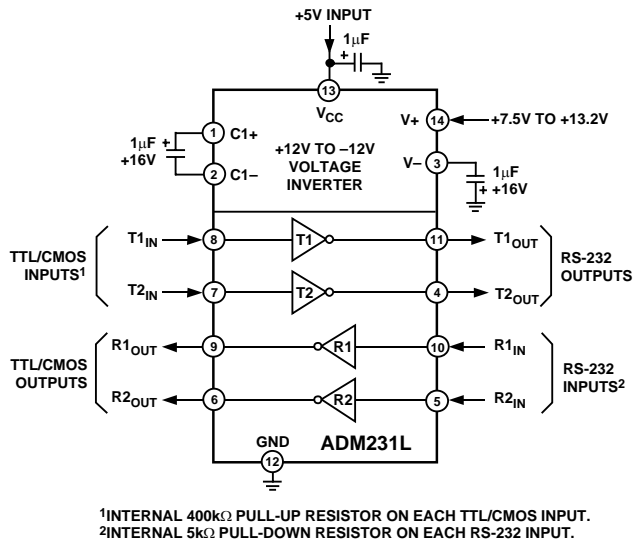 +5V INPUT
1µF
+
13
VCC
1 C1+
1µF +
+16V
2 C1–
+12V TO –12V
VOLTAGE
INVERTER
V+ 14 +7.5V TO +13.2V
V– 3
1µF
+ +16V
TTL/CMOS
INPUTS1
T1IN 8 T1 11 T1OUT
T2IN 7 T2 4 T2OUT
RS-232
OUTPUTS
TTL/CMOS
OUTPUTS
R1OUT 9 R1 10 R1IN
R2OUT 6 R2 5 R2IN
RS-232
INPUTS2
GND
12
ADM231L
1INTERNAL 400kΩ PULL-UP RESISTOR ON EACH TTL/CMOS INPUT.
2INTERNAL 5kΩ PULL-DOWN RESISTOR ON EACH RS-232 INPUT.